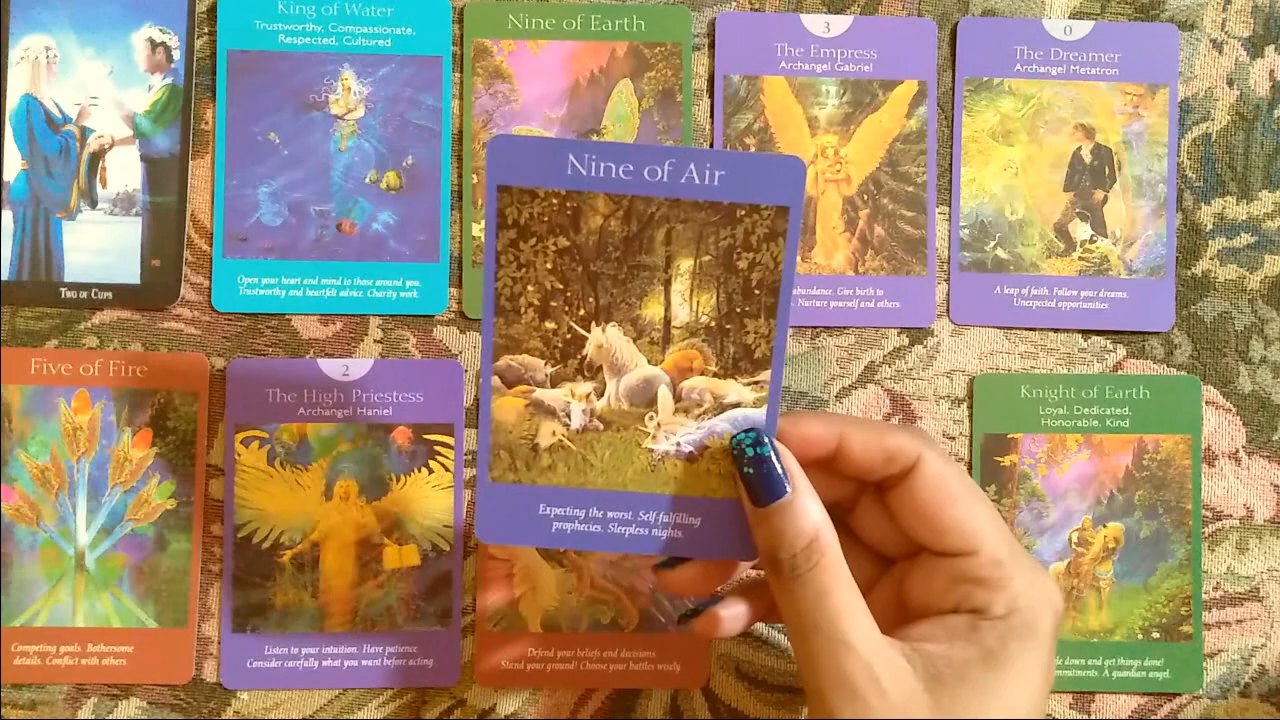 Two of Cups
King of Water
Trustworthy, Compassionate,
Respected, Cultured
Open your heart and mind to those around you.
Trustworthy and heartfelt advice. Charity work.
Nine of Earth
3
The Empress
Archangel Gabriel
abundance. Give birth to
. Nurture yourself and others.
0
The Dreamer
Archangel Metatron
A leap of faith. Follow your dreams.
Unexpected opportunities.
Nine of Air
Expecting the worst. Self-fulfilling
prophecies. Sleepless nights.
Five of Fire
Competing goals. Bothersome
details. Conflict with others.
2
The High Priestess
Archangel Haniel
Listen to your intuition. Have patience
Consider carefully what you want before acting.
Defend your beliefs and decisions
Stand your ground! Choose your battles wisely.
Knight of Earth
Loyal, Dedicated,
Honorable, Kind
down and get things done!
A guardian angel.